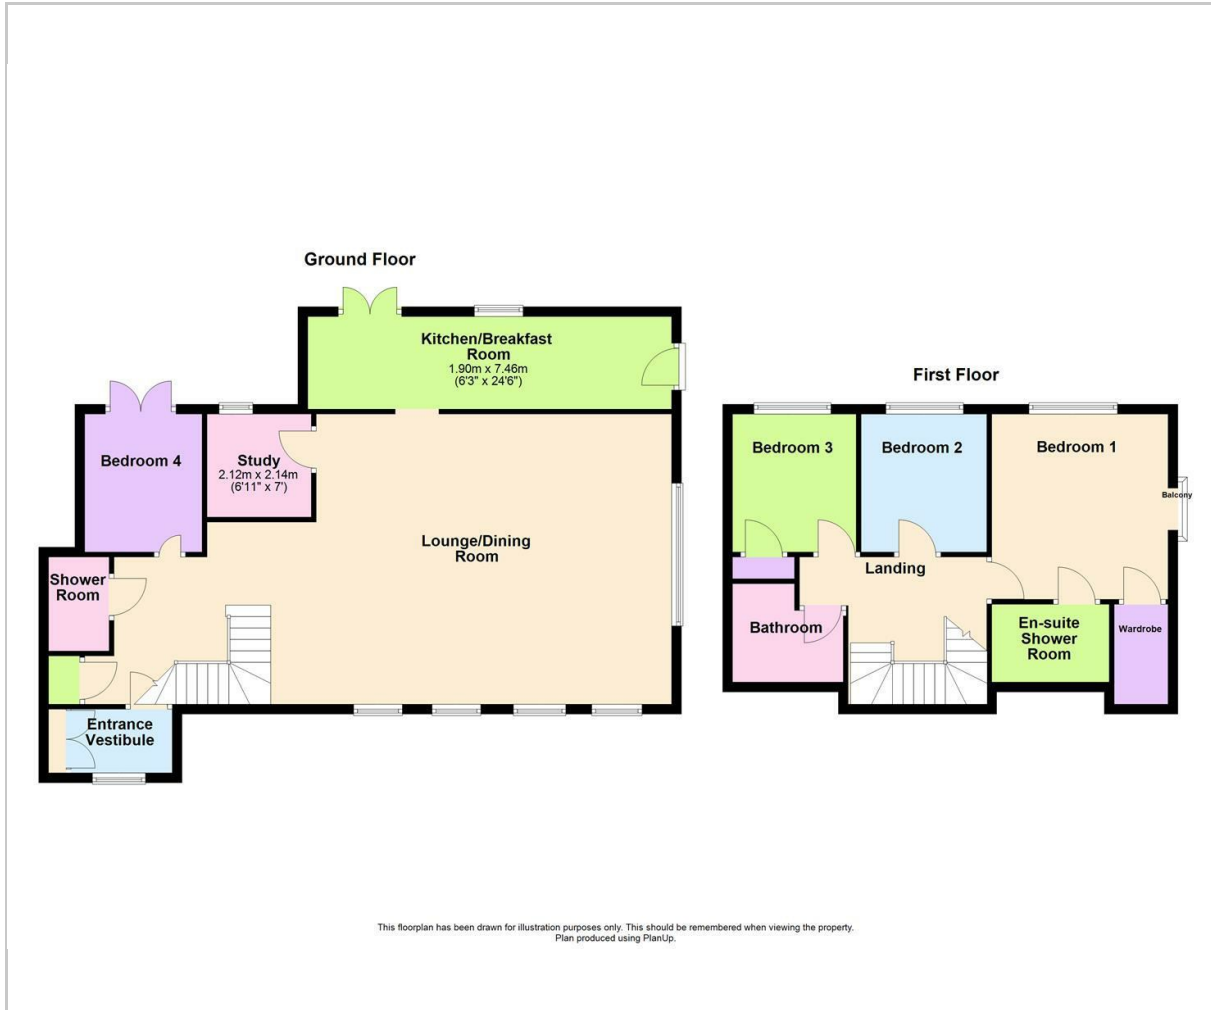 Ground Floor
Kitchen/Breakfast
Room
1.90m x 7.46m
(6'3" x 24'6")
Bedroom 4
Study
2.12m x 2.14m
(6'11" x 7')
Lounge/Dining
Room
Shower
Room
Entrance
Vestibule
First Floor
Bedroom 3
Bedroom 2
Bedroom 1
Balcony
Landing
Bathroom
En-suite
Shower
Room
Wardrobe
This floorplan has been drawn for illustration purposes only. This should be remembered when viewing the property.
Plan produced using PlanUp.